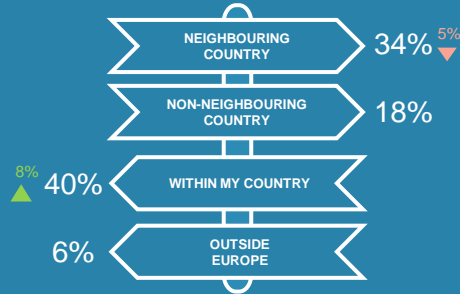 NEIGHBOURING
COUNTRY
34%
5%
NON-NEIGHBOURING
COUNTRY
18%
8%
40%
WITHIN MY COUNTRY
6%
OUTSIDE
EUROPE